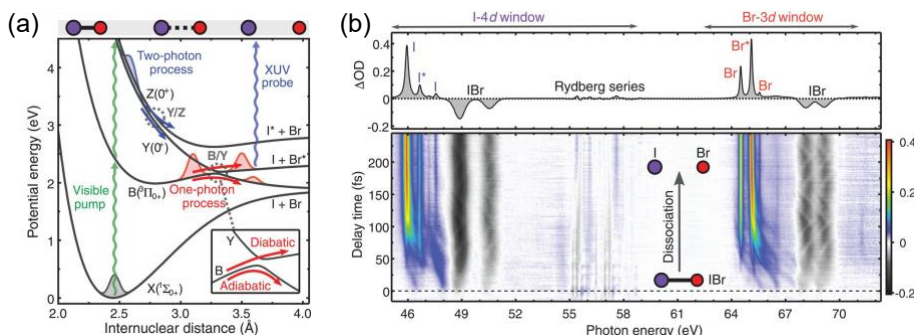 (a)
Two-photon
process
XUV
probe
Z(0⁺)
Y/Z
Y(0⁺)
I* + Br
B/Y
I + Br*
Visible
pump
B(³Π₀₊)
One-photon
process
I + Br
Y
Diabatic
B
Adiabatic
X(¹Σ₀₊)
Potential energy (eV)
4
3
2
1
0
2.0 2.5 3.0 3.5 4.0
Internuclear distance (Å)
(b)
I-4d window
Br-3d window
ΔOD
0.4
0.2
0
-0.2
I
I*
I
IBr
Rydberg series
Br
Br*
Br
IBr
Delay time (fs)
200
150
100
50
0
I
Br
Dissociation
IBr
0.4
0.3
0.2
0.1
0
-0.2
46 49 52 55 58 61 64 67 70
Photon energy (eV)